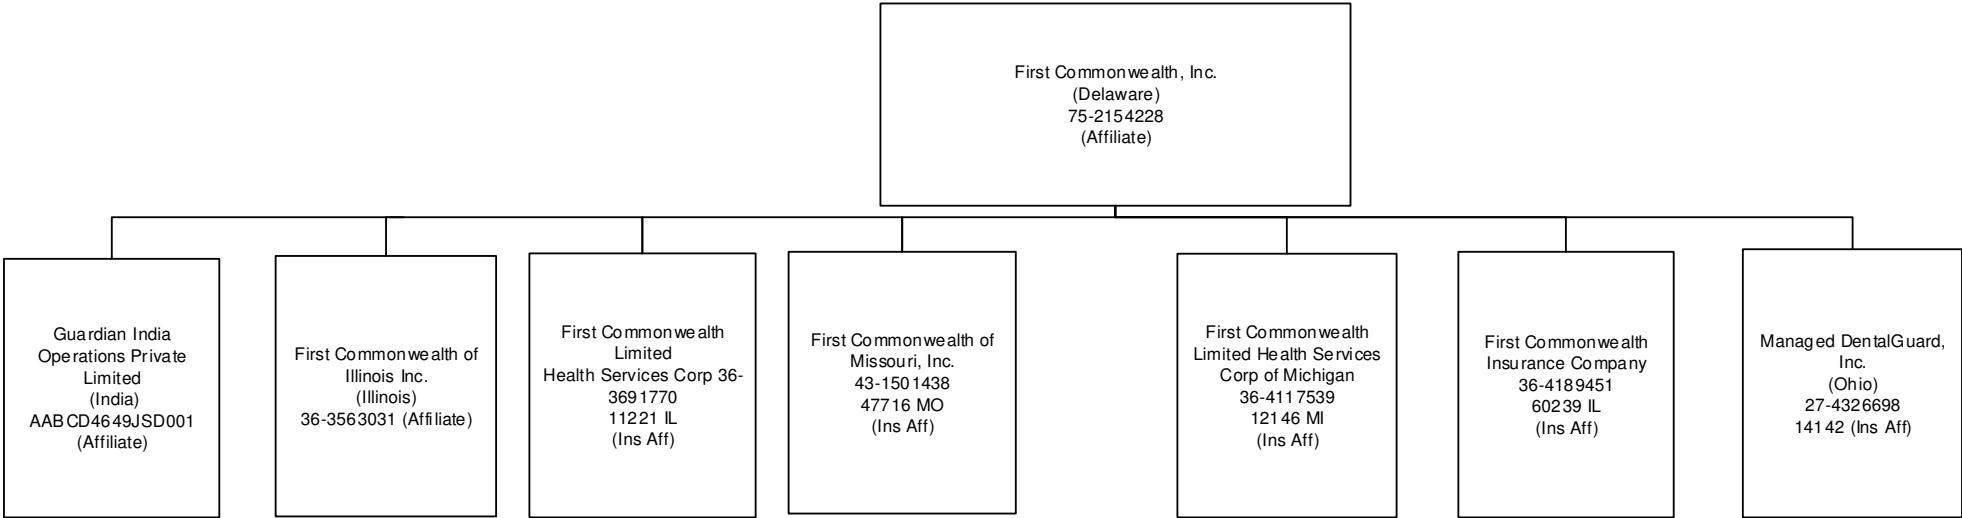 First Commonwealth, Inc.
(Delaware)
75-2154228
(Affiliate)
Guardian India
Operations Private
Limited
(India)
AABCD4649JSD001
(Affiliate)
First Commonwealth of
Illinois Inc.
(Illinois)
36-3563031 (Affiliate)
First Commonwealth
Limited
Health Services Corp 36-
3691770
11221 IL
(Ins Aff)
First Commonwealth of
Missouri, Inc.
43-1501438
47716 MO
(Ins Aff)
First Commonwealth
Limited Health Services
Corp of Michigan
36-4117539
12146 MI
(Ins Aff)
First Commonwealth
Insurance Company
36-4189451
60239 IL
(Ins Aff)
Managed DentalGuard,
Inc.
(Ohio)
27-4326698
14142 (Ins Aff)